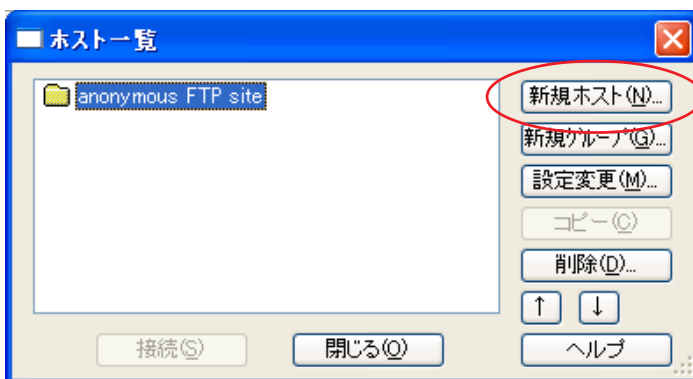 ホスト一覧
anonymous FTP site
新規ホスト(N)...
新規グループ(G)...
設定変更(M)...
コピー(C)
削除(D)...
↑ ↓
接続(S) 閉じる(O) ヘルプ